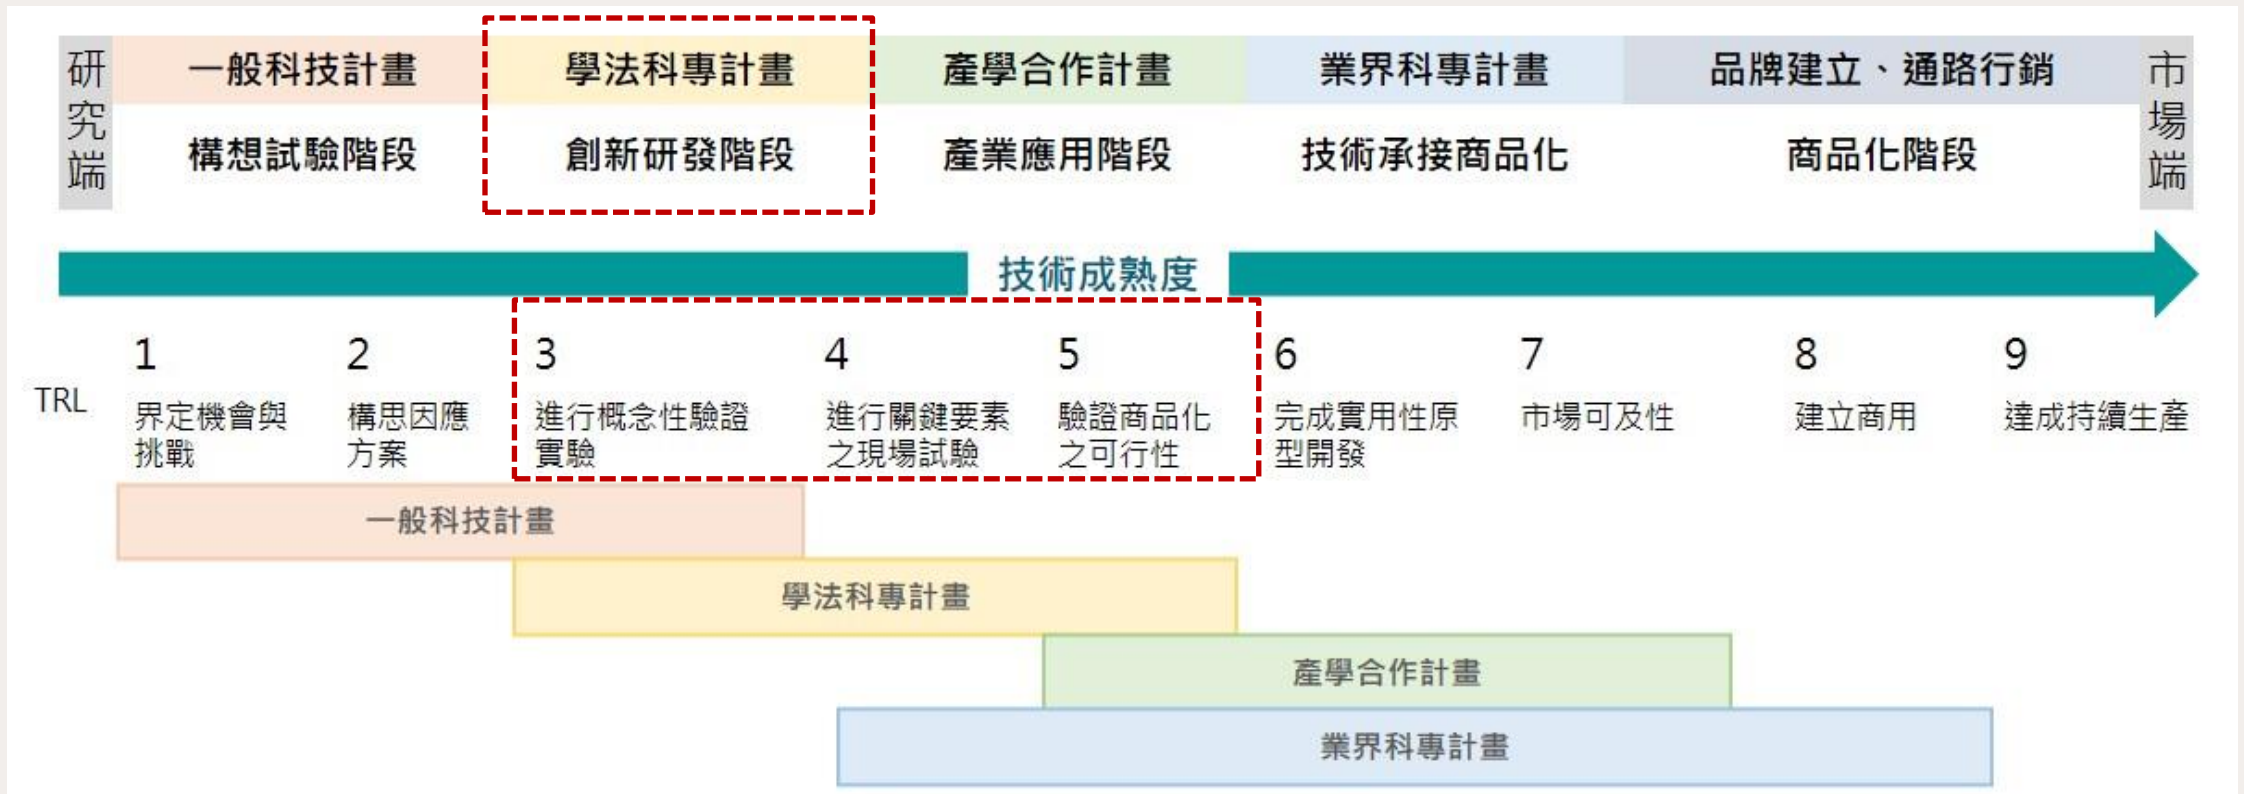 研究端
一般科技計畫
學法科專計畫
產學合作計畫
業界科專計畫
品牌建立、通路行銷
市場端
構想試驗階段
創新研發階段
產業應用階段
技術承接商品化
商品化階段
技術成熟度
TRL
1
2
3
4
5
6
7
8
9
界定機會與
挑戰
構思因應
方案
進行概念性驗證
實驗
進行關鍵要素
之現場試驗
驗證商品化
之可行性
完成實用性原
型開發
市場可及性
建立商用
達成持續生產
一般科技計畫
學法科專計畫
產學合作計畫
業界科專計畫